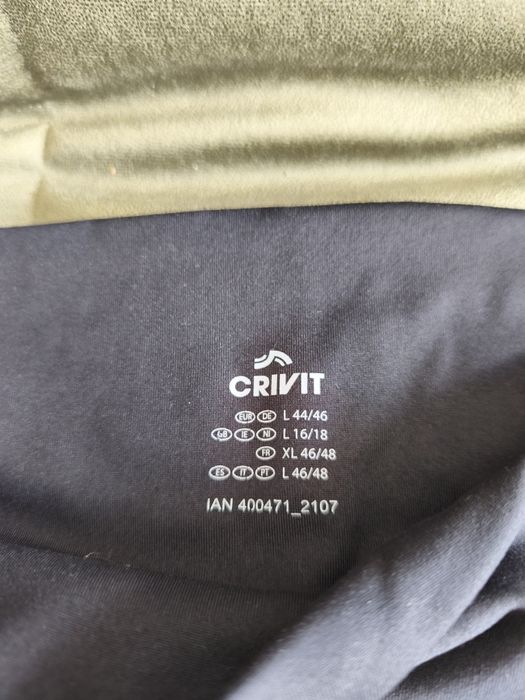 CRIVIT
EUR DE L 44/46
GB IE NI L 16/18
FR XL 46/48
ES IT PT L 46/48
IAN 400471_2107